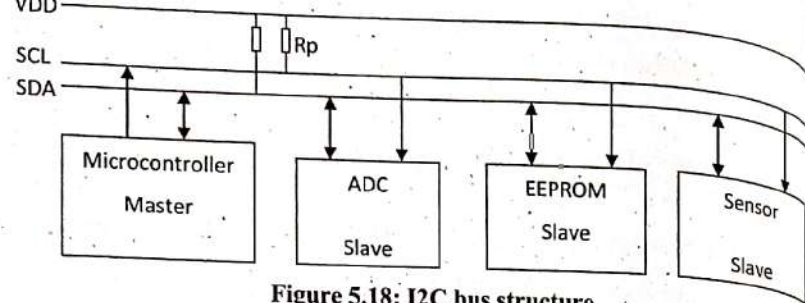 VDD
Rp
SCL
SDA
Microcontroller
Master
ADC
Slave
EEPROM
Slave
Sensor
Slave
Figure 5.18: I2C bus structure